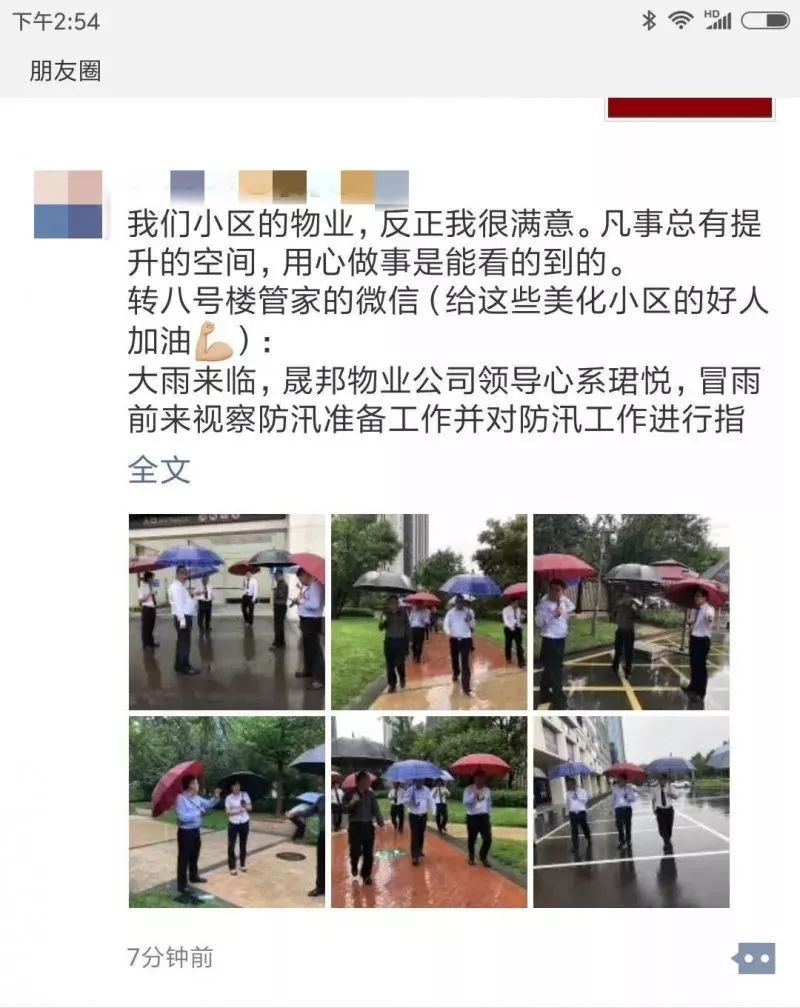 下午2:54
HD
朋友圈
我们小区的物业，反正我很满意。凡事总有提
升的空间，用心做事是能看的到的。
转八号楼管家的微信（给这些美化小区的好人
加油💪🏼）：
大雨来临，晟邦物业公司领导心系珺悦，冒雨
前来视察防汛准备工作并对防汛工作进行指
全文
7分钟前